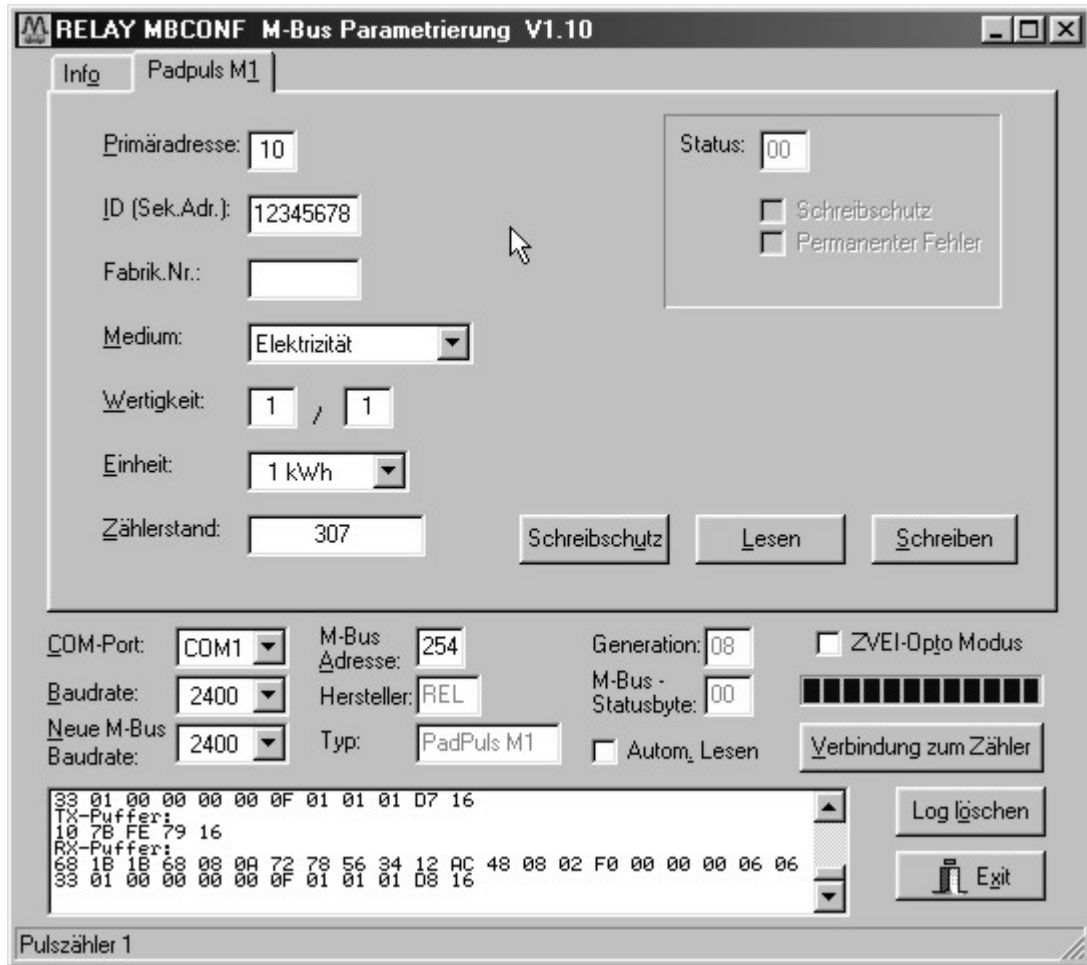 RELAY MBCONF M-Bus Parametrierung V1.10
Info Padpuls M1
Primäradresse: 10
Status: 00
ID (Sek.Adr.): 12345678
Schreibschutz
Permanenter Fehler
Fabrik.Nr.:
Medium: Elektrizität
Wertigkeit: 1 / 1
Einheit: 1 kWh
Zählerstand: 307
Schreibschutz Lesen Schreiben
COM-Port: COM1
M-Bus Adresse: 254
Generation: 08
ZVEI-Opto Modus
Baudrate: 2400
Hersteller: REL
M-Bus - Statusbyte: 00
Neue M-Bus Baudrate: 2400
Typ: PadPuls M1
Autom. Lesen
Verbindung zum Zähler
33 01 00 00 00 00 0F 01 01 01 D7 16
TX-Puffer:
10 7B FE 79 16
RX-Puffer:
68 1B 1B 68 08 0A 72 78 56 34 12 AC 48 08 02 F0 00 00 00 06 06
33 01 00 00 00 00 0F 01 01 01 D8 16
Log löschen
Exit
Pulszähler 1